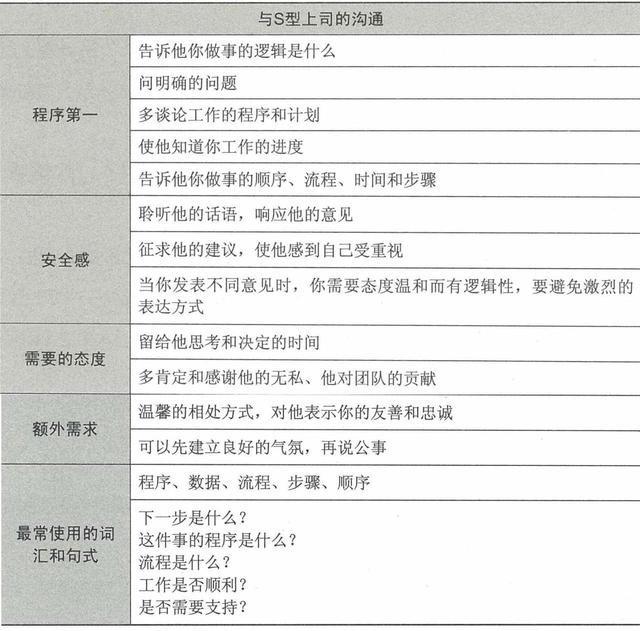 与S型上司的沟通
程序第一
告诉他你做事的逻辑是什么
问明确的问题
多谈论工作的程序和计划
使他知道你工作的进度
告诉他你做事的顺序、流程、时间和步骤
安全感
聆听他的话语，响应他的意见
征求他的建议，使他感到自己受重视
当你发表不同意见时，你需要态度温和而有逻辑性，要避免激烈的
表达方式
需要的态度
留给他思考和决定的时间
多肯定和感谢他的无私、他对团队的贡献
额外需求
温馨的相处方式，对他表示你的友善和忠诚
可以先建立良好的气氛，再说公事
最常使用的词
汇和句式
程序、数据、流程、步骤、顺序
下一步是什么？
这件事的程序是什么？
流程是什么？
工作是否顺利？
是否需要支持？